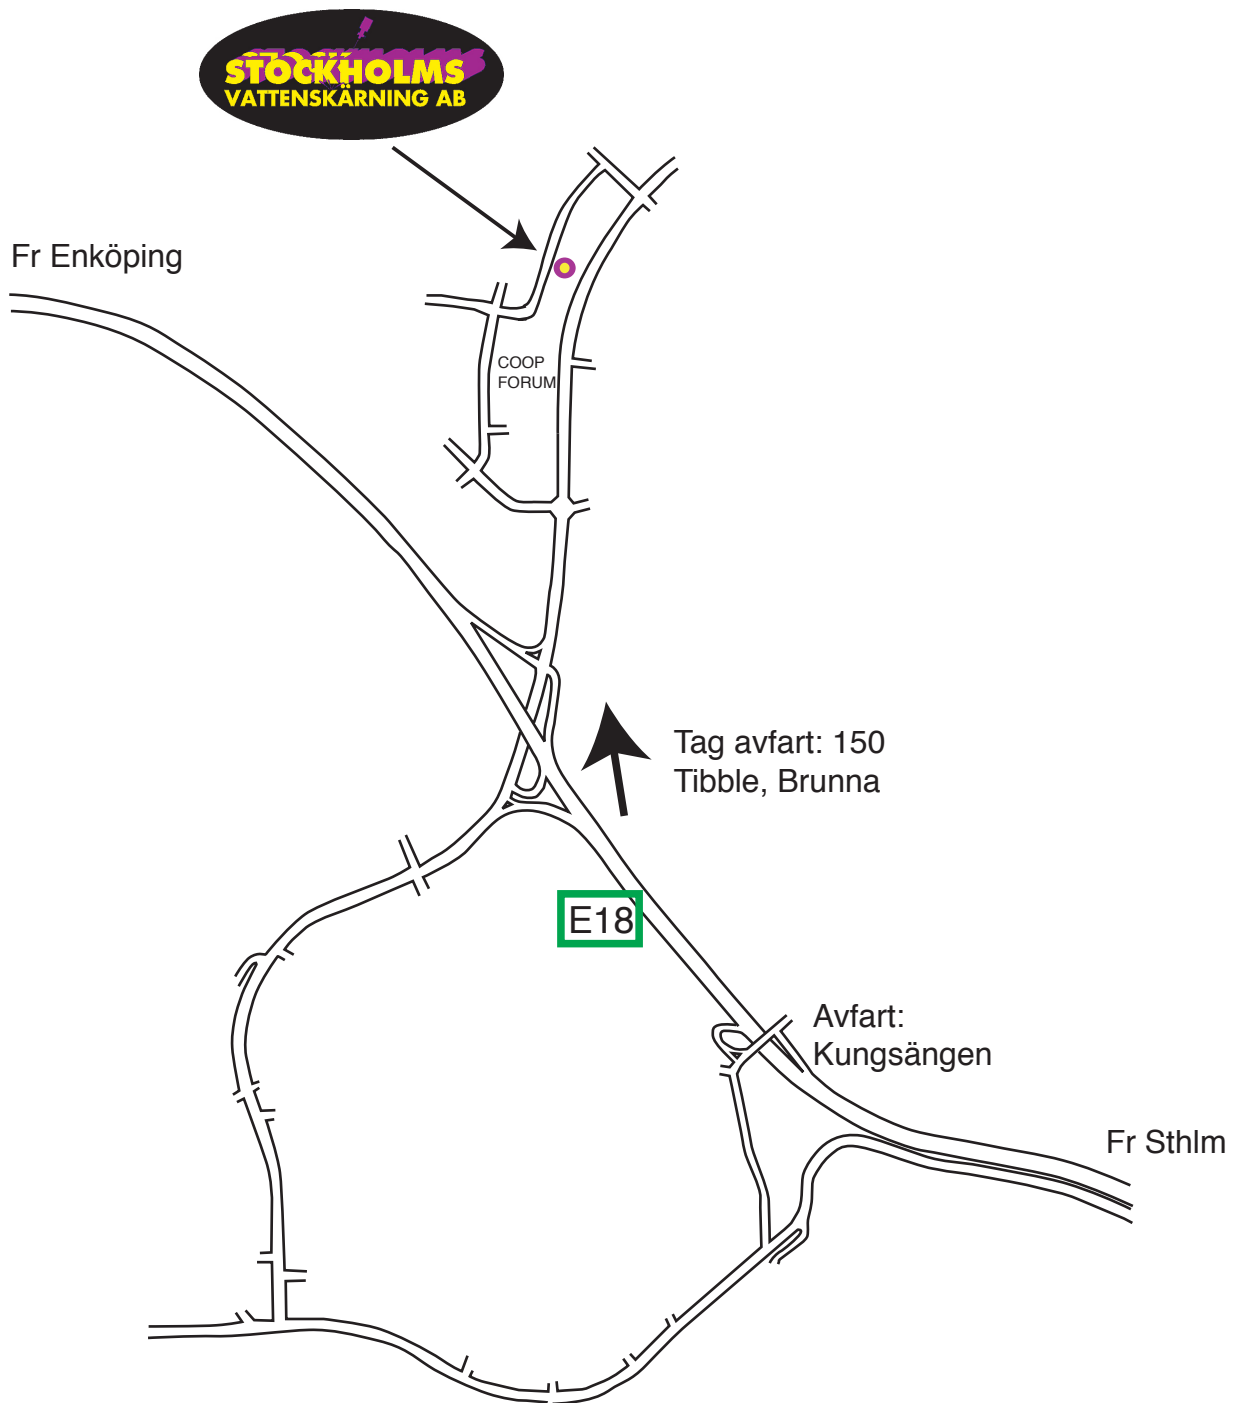 STOCKHOLMS
VATTENSKÄRNING AB
Fr Enköping
COOP
FORUM
Tag avfart: 150
Tibble, Brunna
E18
Avfart:
Kungsängen
Fr Sthlm